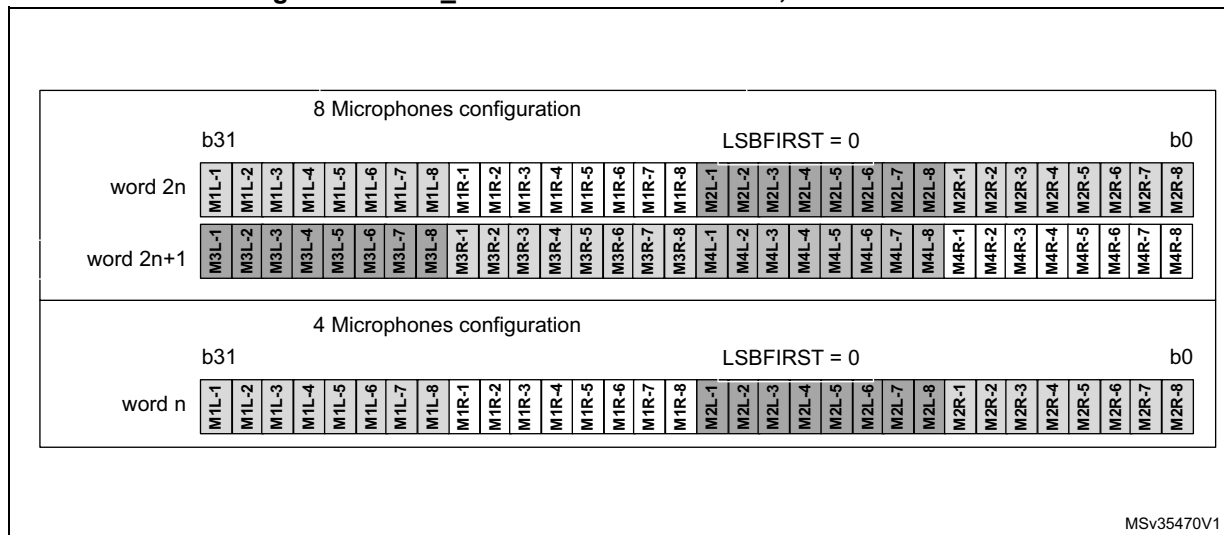 8 Microphones configuration
b31 LSBFIRST = 0 b0
word 2n M1L-1 M1L-2 M1L-3 M1L-4 M1L-5 M1L-6 M1L-7 M1L-8 M1R-1 M1R-2 M1R-3 M1R-4 M1R-5 M1R-6 M1R-7 M1R-8 M2L-1 M2L-2 M2L-3 M2L-4 M2L-5 M2L-6 M2L-7 M2L-8 M2R-1 M2R-2 M2R-3 M2R-4 M2R-5 M2R-6 M2R-7 M2R-8
word 2n+1 M3L-1 M3L-2 M3L-3 M3L-4 M3L-5 M3L-6 M3L-7 M3L-8 M3R-1 M3R-2 M3R-3 M3R-4 M3R-5 M3R-6 M3R-7 M3R-8 M4L-1 M4L-2 M4L-3 M4L-4 M4L-5 M4L-6 M4L-7 M4L-8 M4R-1 M4R-2 M4R-3 M4R-4 M4R-5 M4R-6 M4R-7 M4R-8
4 Microphones configuration
b31 LSBFIRST = 0 b0
word n M1L-1 M1L-2 M1L-3 M1L-4 M1L-5 M1L-6 M1L-7 M1L-8 M1R-1 M1R-2 M1R-3 M1R-4 M1R-5 M1R-6 M1R-7 M1R-8 M2L-1 M2L-2 M2L-3 M2L-4 M2L-5 M2L-6 M2L-7 M2L-8 M2R-1 M2R-2 M2R-3 M2R-4 M2R-5 M2R-6 M2R-7 M2R-8
MSv35470V1